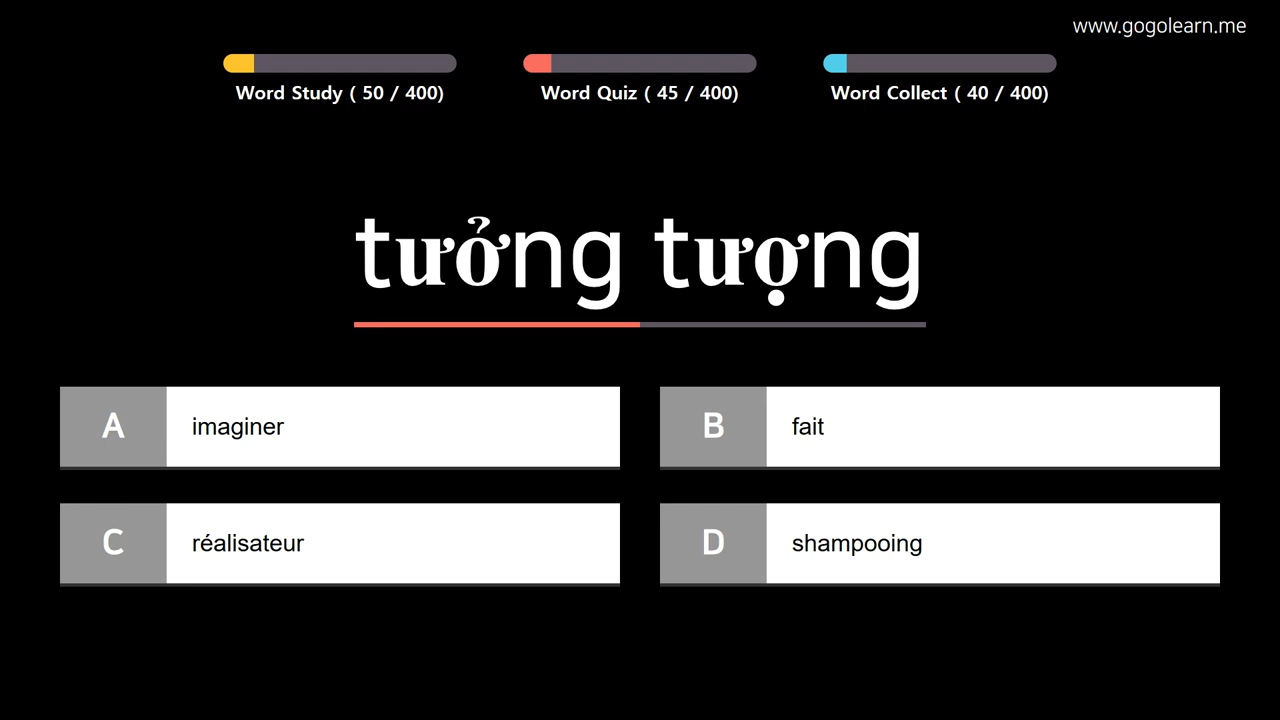 www.gogolearn.me
Word Study ( 50 / 400)
Word Quiz ( 45 / 400)
Word Collect ( 40 / 400)
tưởng tượng
A imaginer
B fait
C réalisateur
D shampooing